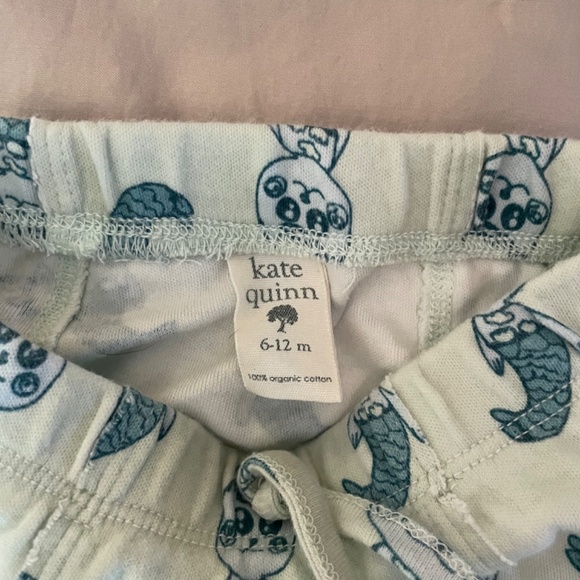 kate
quinn
6-12 m
100% organic cotton